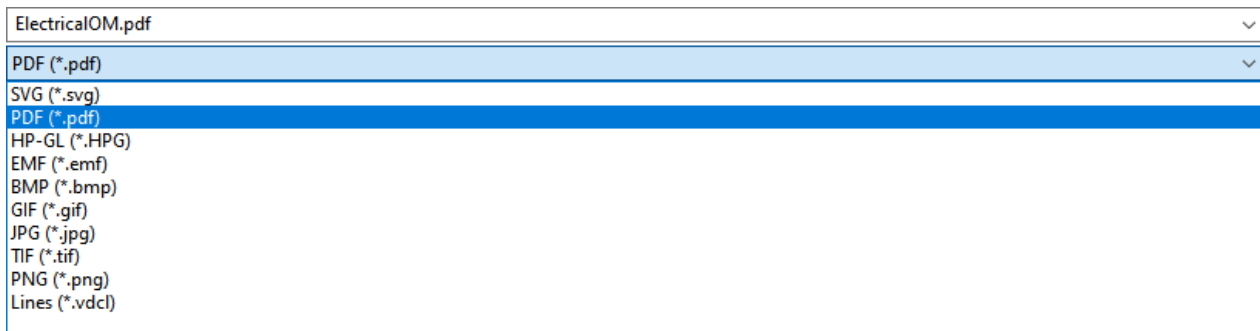 ElectricalOM.pdf
PDF (*.pdf)
SVG (*.svg)
PDF (*.pdf)
HP-GL (*.HPG)
EMF (*.emf)
BMP (*.bmp)
GIF (*.gif)
JPG (*.jpg)
TIF (*.tif)
PNG (*.png)
Lines (*.vdcl)